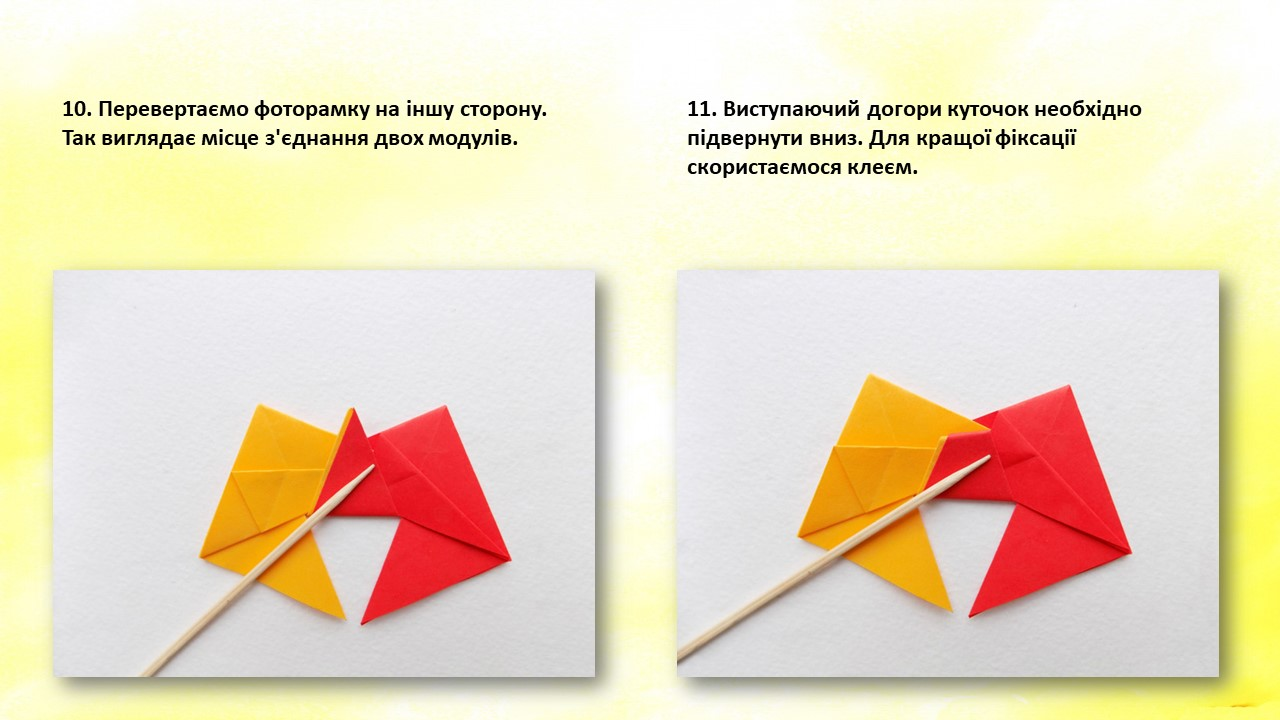 10. Перевертаємо фоторамку на іншу сторону.
Так виглядає місце з'єднання двох модулів.
11. Виступаючий догори куточок необхідно
підвернути вниз. Для кращої фіксації
скористаємося клеєм.